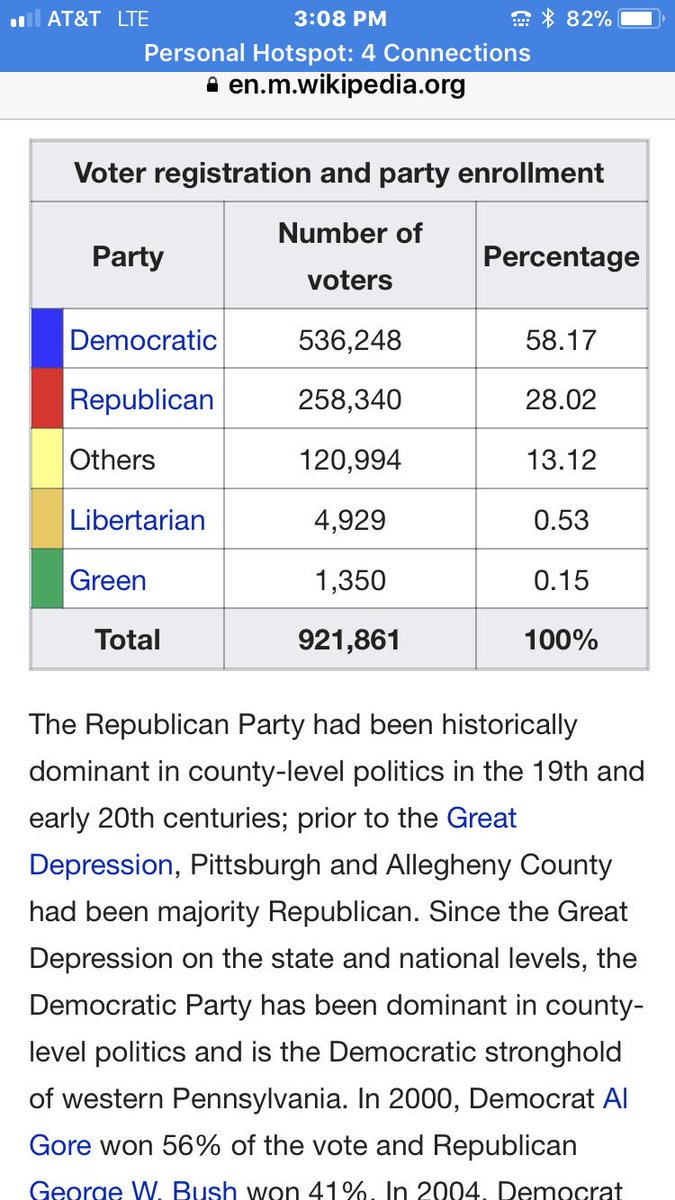 AT&T LTE 3:08 PM 82%
Personal Hotspot: 4 Connections
en.m.wikipedia.org
Voter registration and party enrollment
Party Number of voters Percentage
Democratic 536,248 58.17
Republican 258,340 28.02
Others 120,994 13.12
Libertarian 4,929 0.53
Green 1,350 0.15
Total 921,861 100%
The Republican Party had been historically
dominant in county-level politics in the 19th and
early 20th centuries; prior to the Great
Depression, Pittsburgh and Allegheny County
had been majority Republican. Since the Great
Depression on the state and national levels, the
Democratic Party has been dominant in county-
level politics and is the Democratic stronghold
of western Pennsylvania. In 2000, Democrat Al
Gore won 56% of the vote and Republican
George W. Bush won 41%. In 2004, Democrat